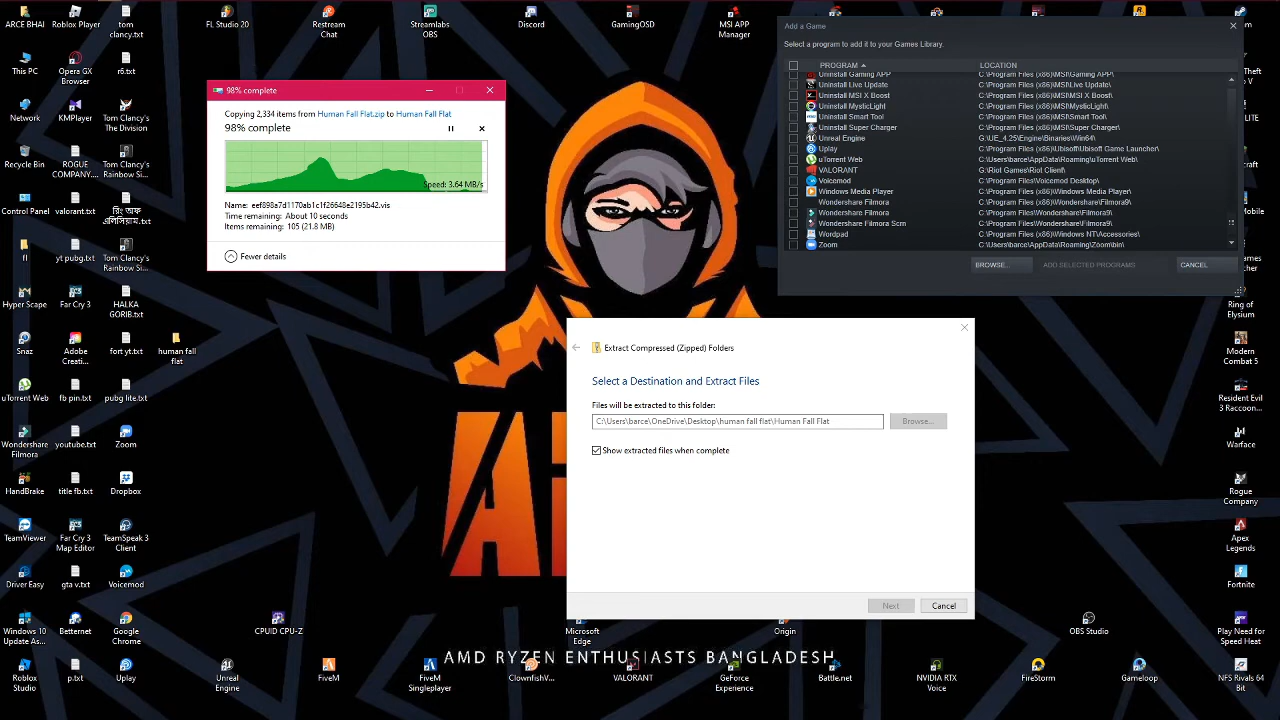 ARCE BHAI
Roblox Player
tom clancy.txt
FL Studio 20
Restream Chat
Streamlabs OBS
Discord
GamingOSD
MSI APP Manager
This PC
Opera GX Browser
r6.txt
Network
KMPlayer
Tom Clancy's The Division
Recycle Bin
ROGUE COMPANY....
Tom Clancy's Rainbow Si...
Control Panel
valorant.txt
fl
yt pubg.txt
Tom Clancy's Rainbow Si...
Hyper Scape
Far Cry 3
HALKA GORIB.txt
Snaz
Adobe Creati...
fort yt.txt
human fall flat
uTorrent Web
fb pin.txt
pubg lite.txt
Wondershare Filmora
youtube.txt
Zoom
HandBrake
title fb.txt
Dropbox
TeamViewer
Far Cry 3 Map Editor
TeamSpeak 3 Client
Driver Easy
gta v.txt
Voicemod
Windows 10 Update As...
Betternet
Google Chrome
CPUID CPU-Z
Roblox Studio
p.txt
Uplay
Unreal Engine
FiveM
FiveM Singleplayer
ClownfishV...
VALORANT
GeForce Experience
Battle.net
NVIDIA RTX Voice
FireStorm
Gameloop
NFS Rivals 64 Bit
Microsoft Edge
Origin
OBS Studio
Play Need for Speed Heat
98% complete
Copying 2,334 items from Human Fall Flat.zip to Human Fall Flat
98% complete
Speed: 3.64 MB/s
Name: eef898a7d1170ab1c1f26648e2195b42.vis
Time remaining: About 10 seconds
Items remaining: 105 (21.8 MB)
Fewer details
Add a Game
Select a program to add it to your Games Library.
PROGRAM LOCATION
Uninstall Gaming APP C:\Program Files (x86)\MSI\Gaming APP\
Uninstall Live Update C:\Program Files (x86)\MSI\Live Update\
Uninstall MSI X Boost C:\Program Files (x86)\MSI\MSI X Boost\
Uninstall MysticLight C:\Program Files (x86)\MSI\MysticLight\
Uninstall Smart Tool C:\Program Files (x86)\MSI\Smart Tool\
Uninstall Super Charger C:\Program Files (x86)\MSI\Super Charger\
Unreal Engine G:\UE_4.25\Engine\Binaries\Win64\
Uplay C:\Program Files (x86)\Ubisoft\Ubisoft Game Launcher\
uTorrent Web C:\Users\barce\AppData\Roaming\uTorrent Web\
VALORANT G:\Riot Games\Riot Client\
Voicemod C:\Program Files\Voicemod Desktop\
Windows Media Player C:\Program Files (x86)\Windows Media Player\
Wondershare Filmora C:\Program Files\Wondershare\Filmora9\
Wondershare Filmora C:\Program Files\Wondershare\Filmora9\
Wondershare Filmora Scrn C:\Program Files\Wondershare\Filmora9\
Wordpad C:\Program Files (x86)\Windows NT\Accessories\
Zoom C:\Users\barce\AppData\Roaming\Zoom\bin\
BROWSE... ADD SELECTED PROGRAMS CANCEL
Extract Compressed (Zipped) Folders
Select a Destination and Extract Files
Files will be extracted to this folder:
C:\Users\barce\OneDrive\Desktop\human fall flat\Human Fall Flat
Browse...
Show extracted files when complete
Next Cancel
Ring of Elysium
Modern Combat 5
Resident Evil 3 Raccoon...
Warface
Rogue Company
Apex Legends
Fortnite
AMD RYZEN ENTHUSIASTS BANGLADESH